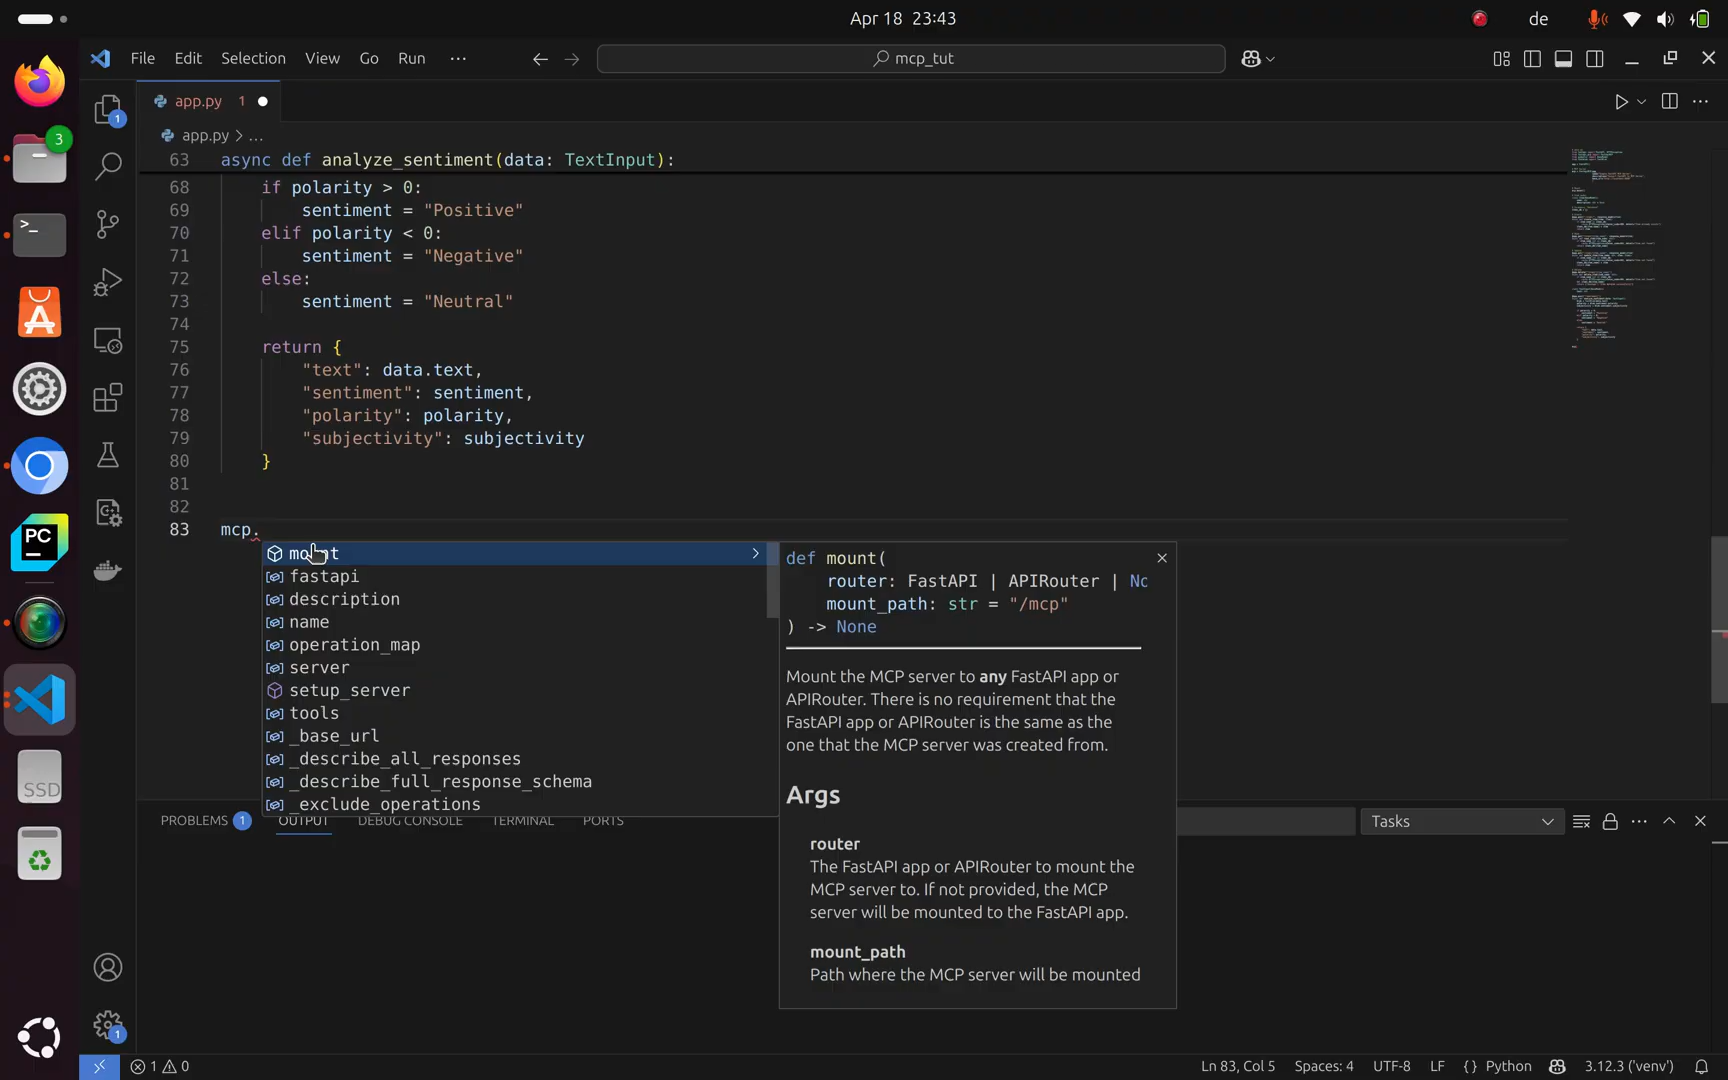 Apr 18 23:43
de
File Edit Selection View Go Run ...
mcp_tut
3
1
app.py 1
app.py > ...
63 async def analyze_sentiment(data: TextInput):
68 if polarity > 0:
69 sentiment = "Positive"
70 elif polarity < 0:
71 sentiment = "Negative"
72 else:
73 sentiment = "Neutral"
74
75 return {
76 "text": data.text,
77 "sentiment": sentiment,
78 "polarity": polarity,
79 "subjectivity": subjectivity
80 }
81
82
83 mcp.
mount
fastapi
description
name
operation_map
server
setup_server
tools
_base_url
_describe_all_responses
_describe_full_response_schema
_exclude_operations
def mount(
router: FastAPI | APIRouter | No
mount_path: str = "/mcp"
) -> None
Mount the MCP server to any FastAPI app or
APIRouter. There is no requirement that the
FastAPI app or APIRouter is the same as the
one that the MCP server was created from.
Args
router
The FastAPI app or APIRouter to mount the
MCP server to. If not provided, the MCP
server will be mounted to the FastAPI app.
mount_path
Path where the MCP server will be mounted
PROBLEMS 1 OUTPUT DEBUG CONSOLE TERMINAL PORTS
Tasks
PC
SSD
1
1 0
Ln 83, Col 5 Spaces: 4 UTF-8 LF { } Python 3.12.3 ('venv')